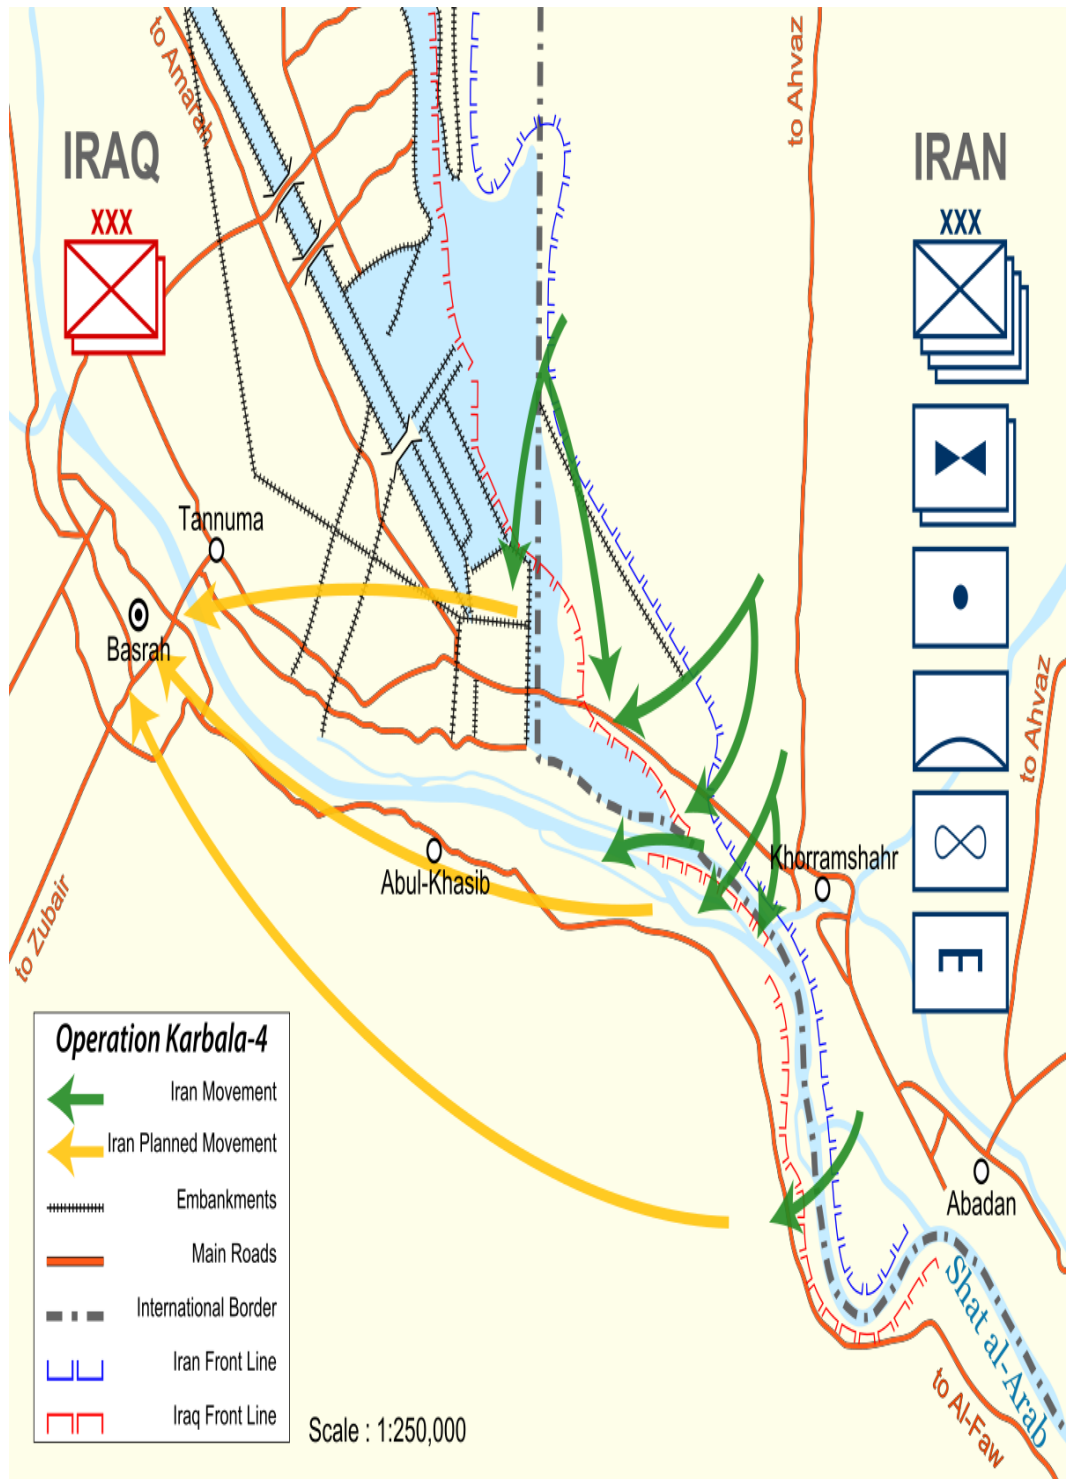 to Amarah
to Ahvaz
IRAQ
IRAN
XXX
XXX
Tannuma
Basrah
to Ahvaz
Abul-Khasib
Khorramshahr
to Zubair
E
Operation Karbala-4
Iran Movement
Iran Planned Movement
Embankments
Main Roads
International Border
Iran Front Line
Iraq Front Line
Scale : 1:250,000
Abadan
Shat al-Arab
to Al-Faw